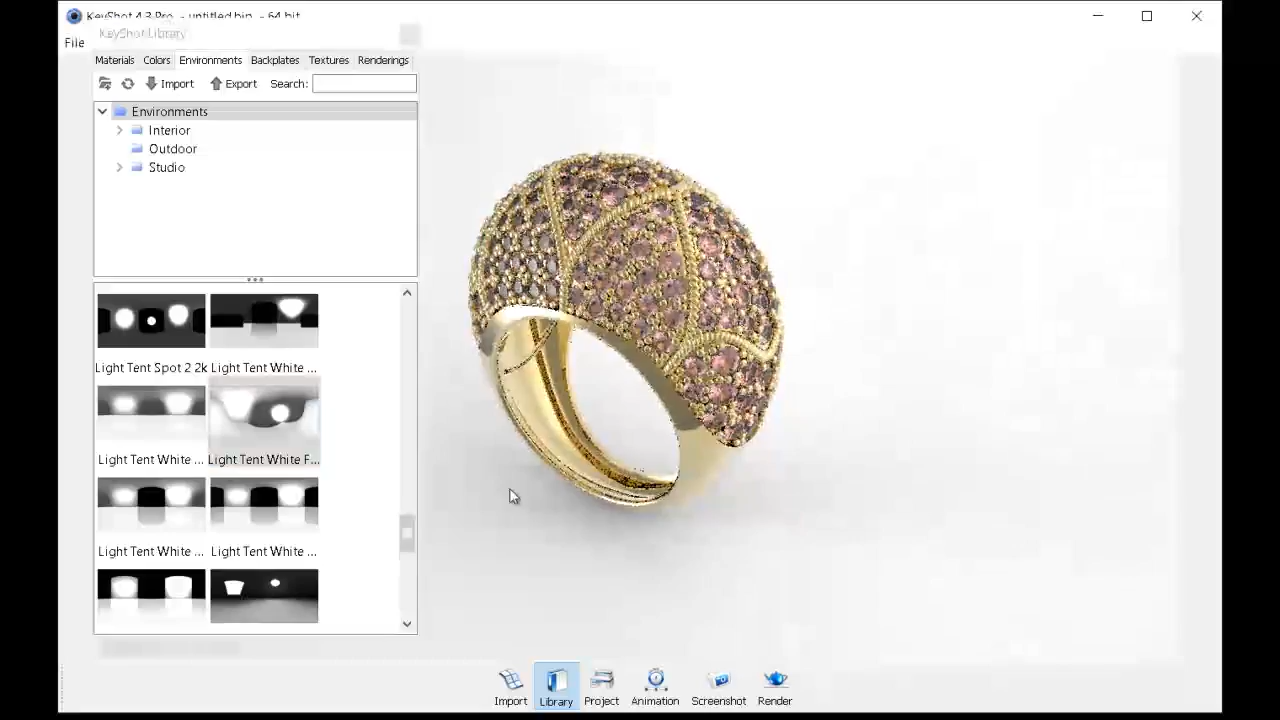 KeyShot 4.3 Pro - untitled.bip - 64 bit
KeyShot Library
File
Materials Colors Environments Backplates Textures Renderings
Import Export Search:
Environments
Interior
Outdoor
Studio
Light Tent Spot 2 2k Light Tent White ...
Light Tent White ... Light Tent White F...
Light Tent White ... Light Tent White ...
Import Library Project Animation Screenshot Render